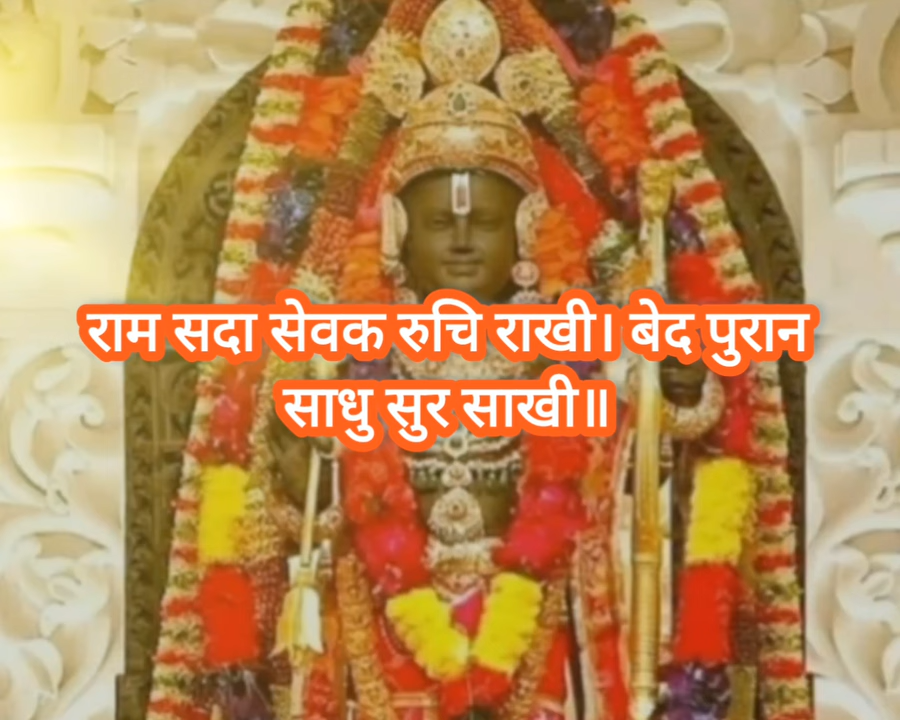 राम सदा सेवक रुचि राखी। बेद पुरान
साधु सुर साखी॥